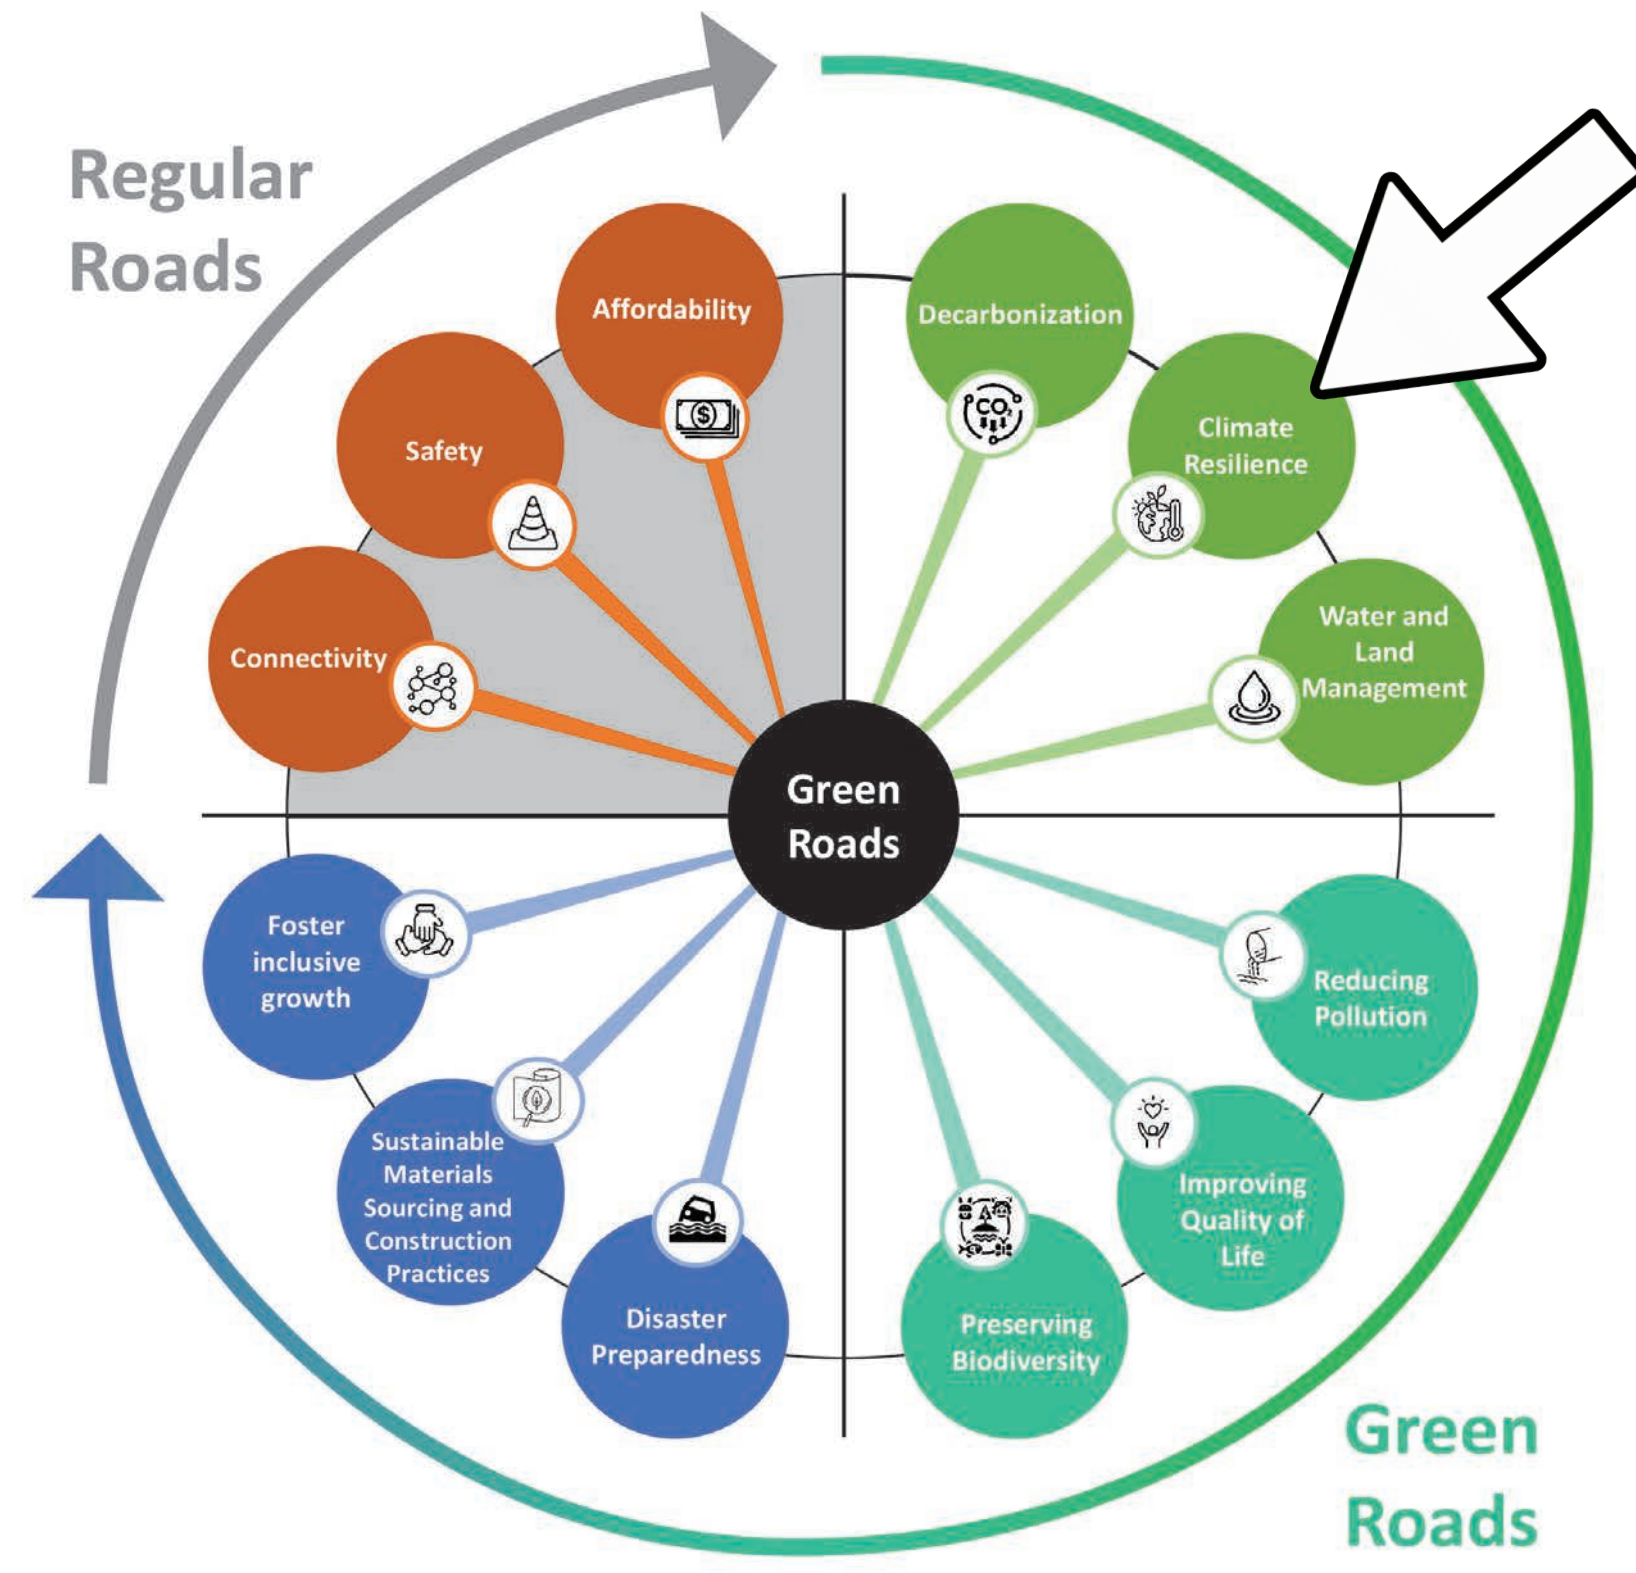 Regular
Roads
Affordability
Safety
Connectivity
Decarbonization
CO₂
Climate
Resilience
Water and
Land
Management
Green
Roads
Foster
inclusive
growth
Sustainable
Materials
Sourcing and
Construction
Practices
Disaster
Preparedness
Reducing
Pollution
Improving
Quality of
Life
Preserving
Biodiversity
Green
Roads
$